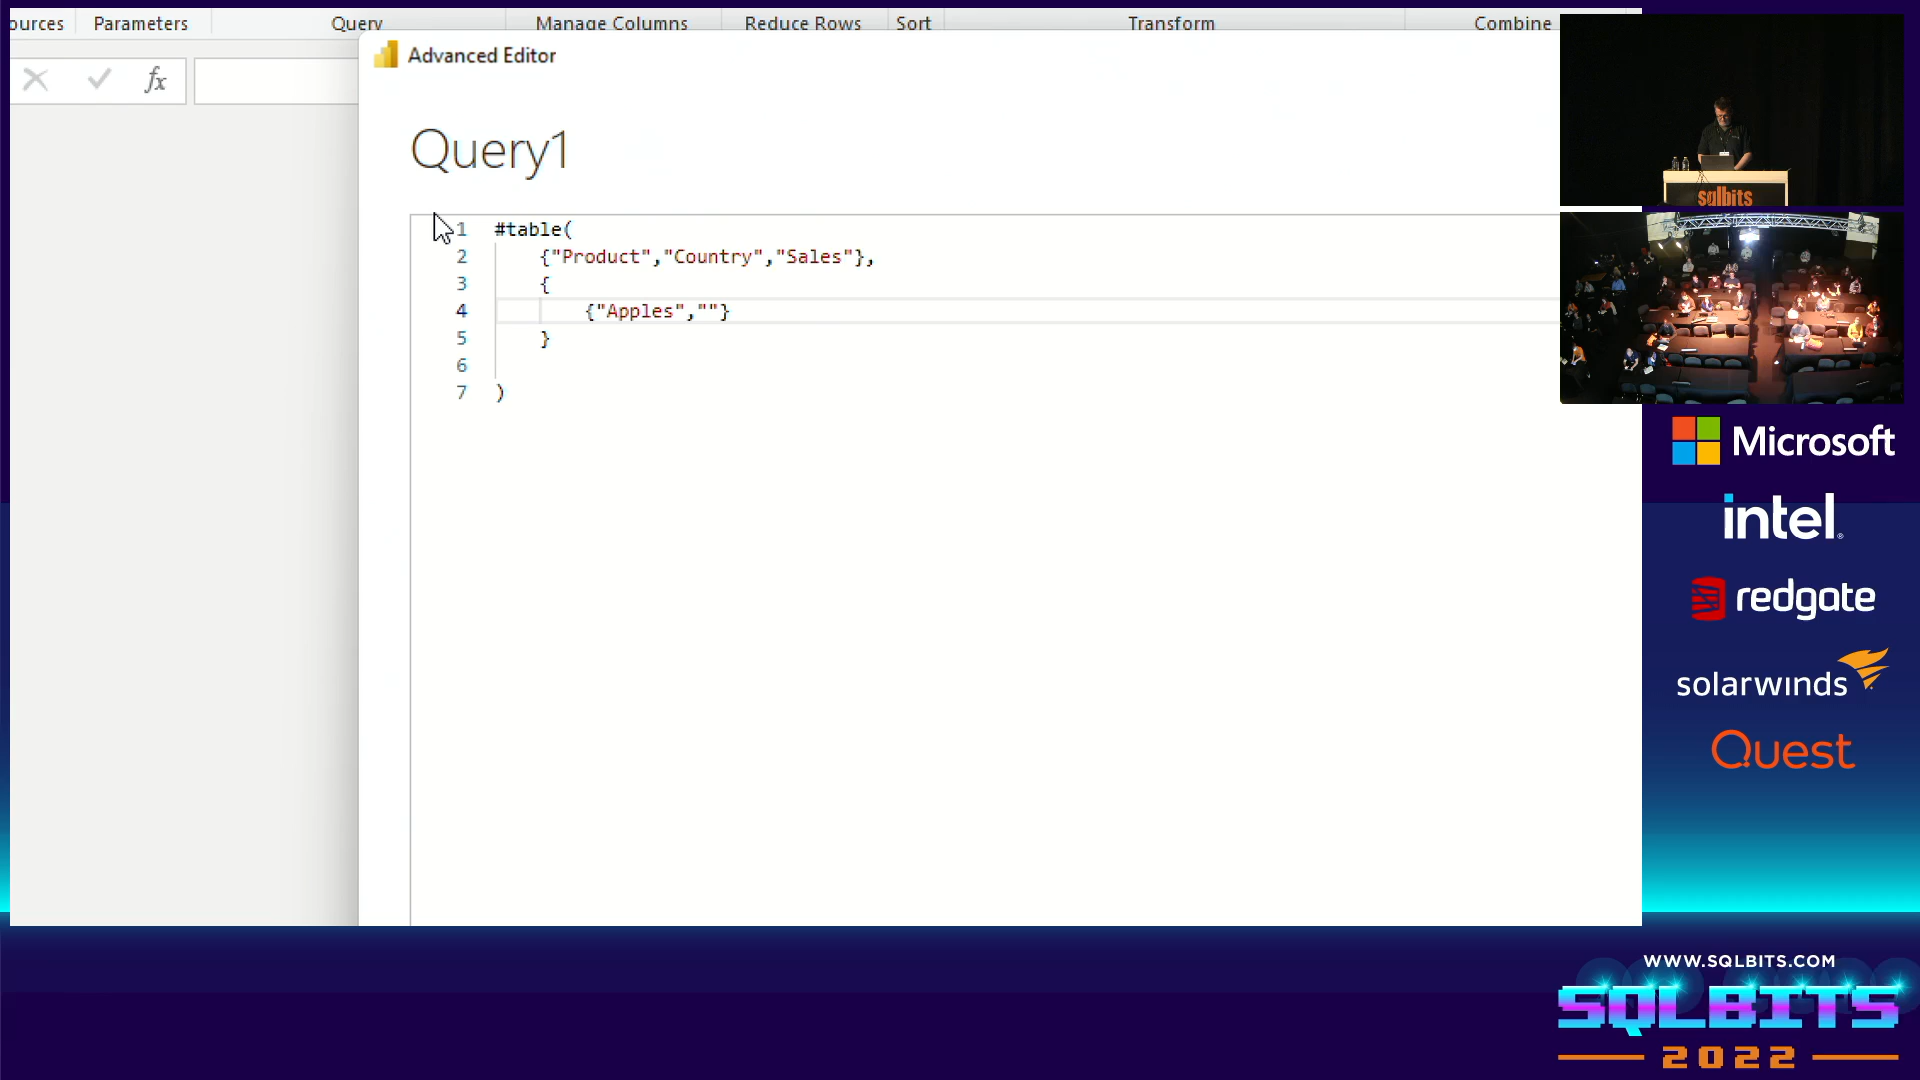 ources Parameters Query Manage Columns Reduce Rows Sort Transform Combine
Advanced Editor
fx
Query1
1 #table(
2 {"Product","Country","Sales"},
3 {
4 {"Apples",""}
5 }
6
7 )
sqlbits
Microsoft
intel.
redgate
solarwinds
Quest
WWW.SQLBITS.COM
SQLBITS
2022